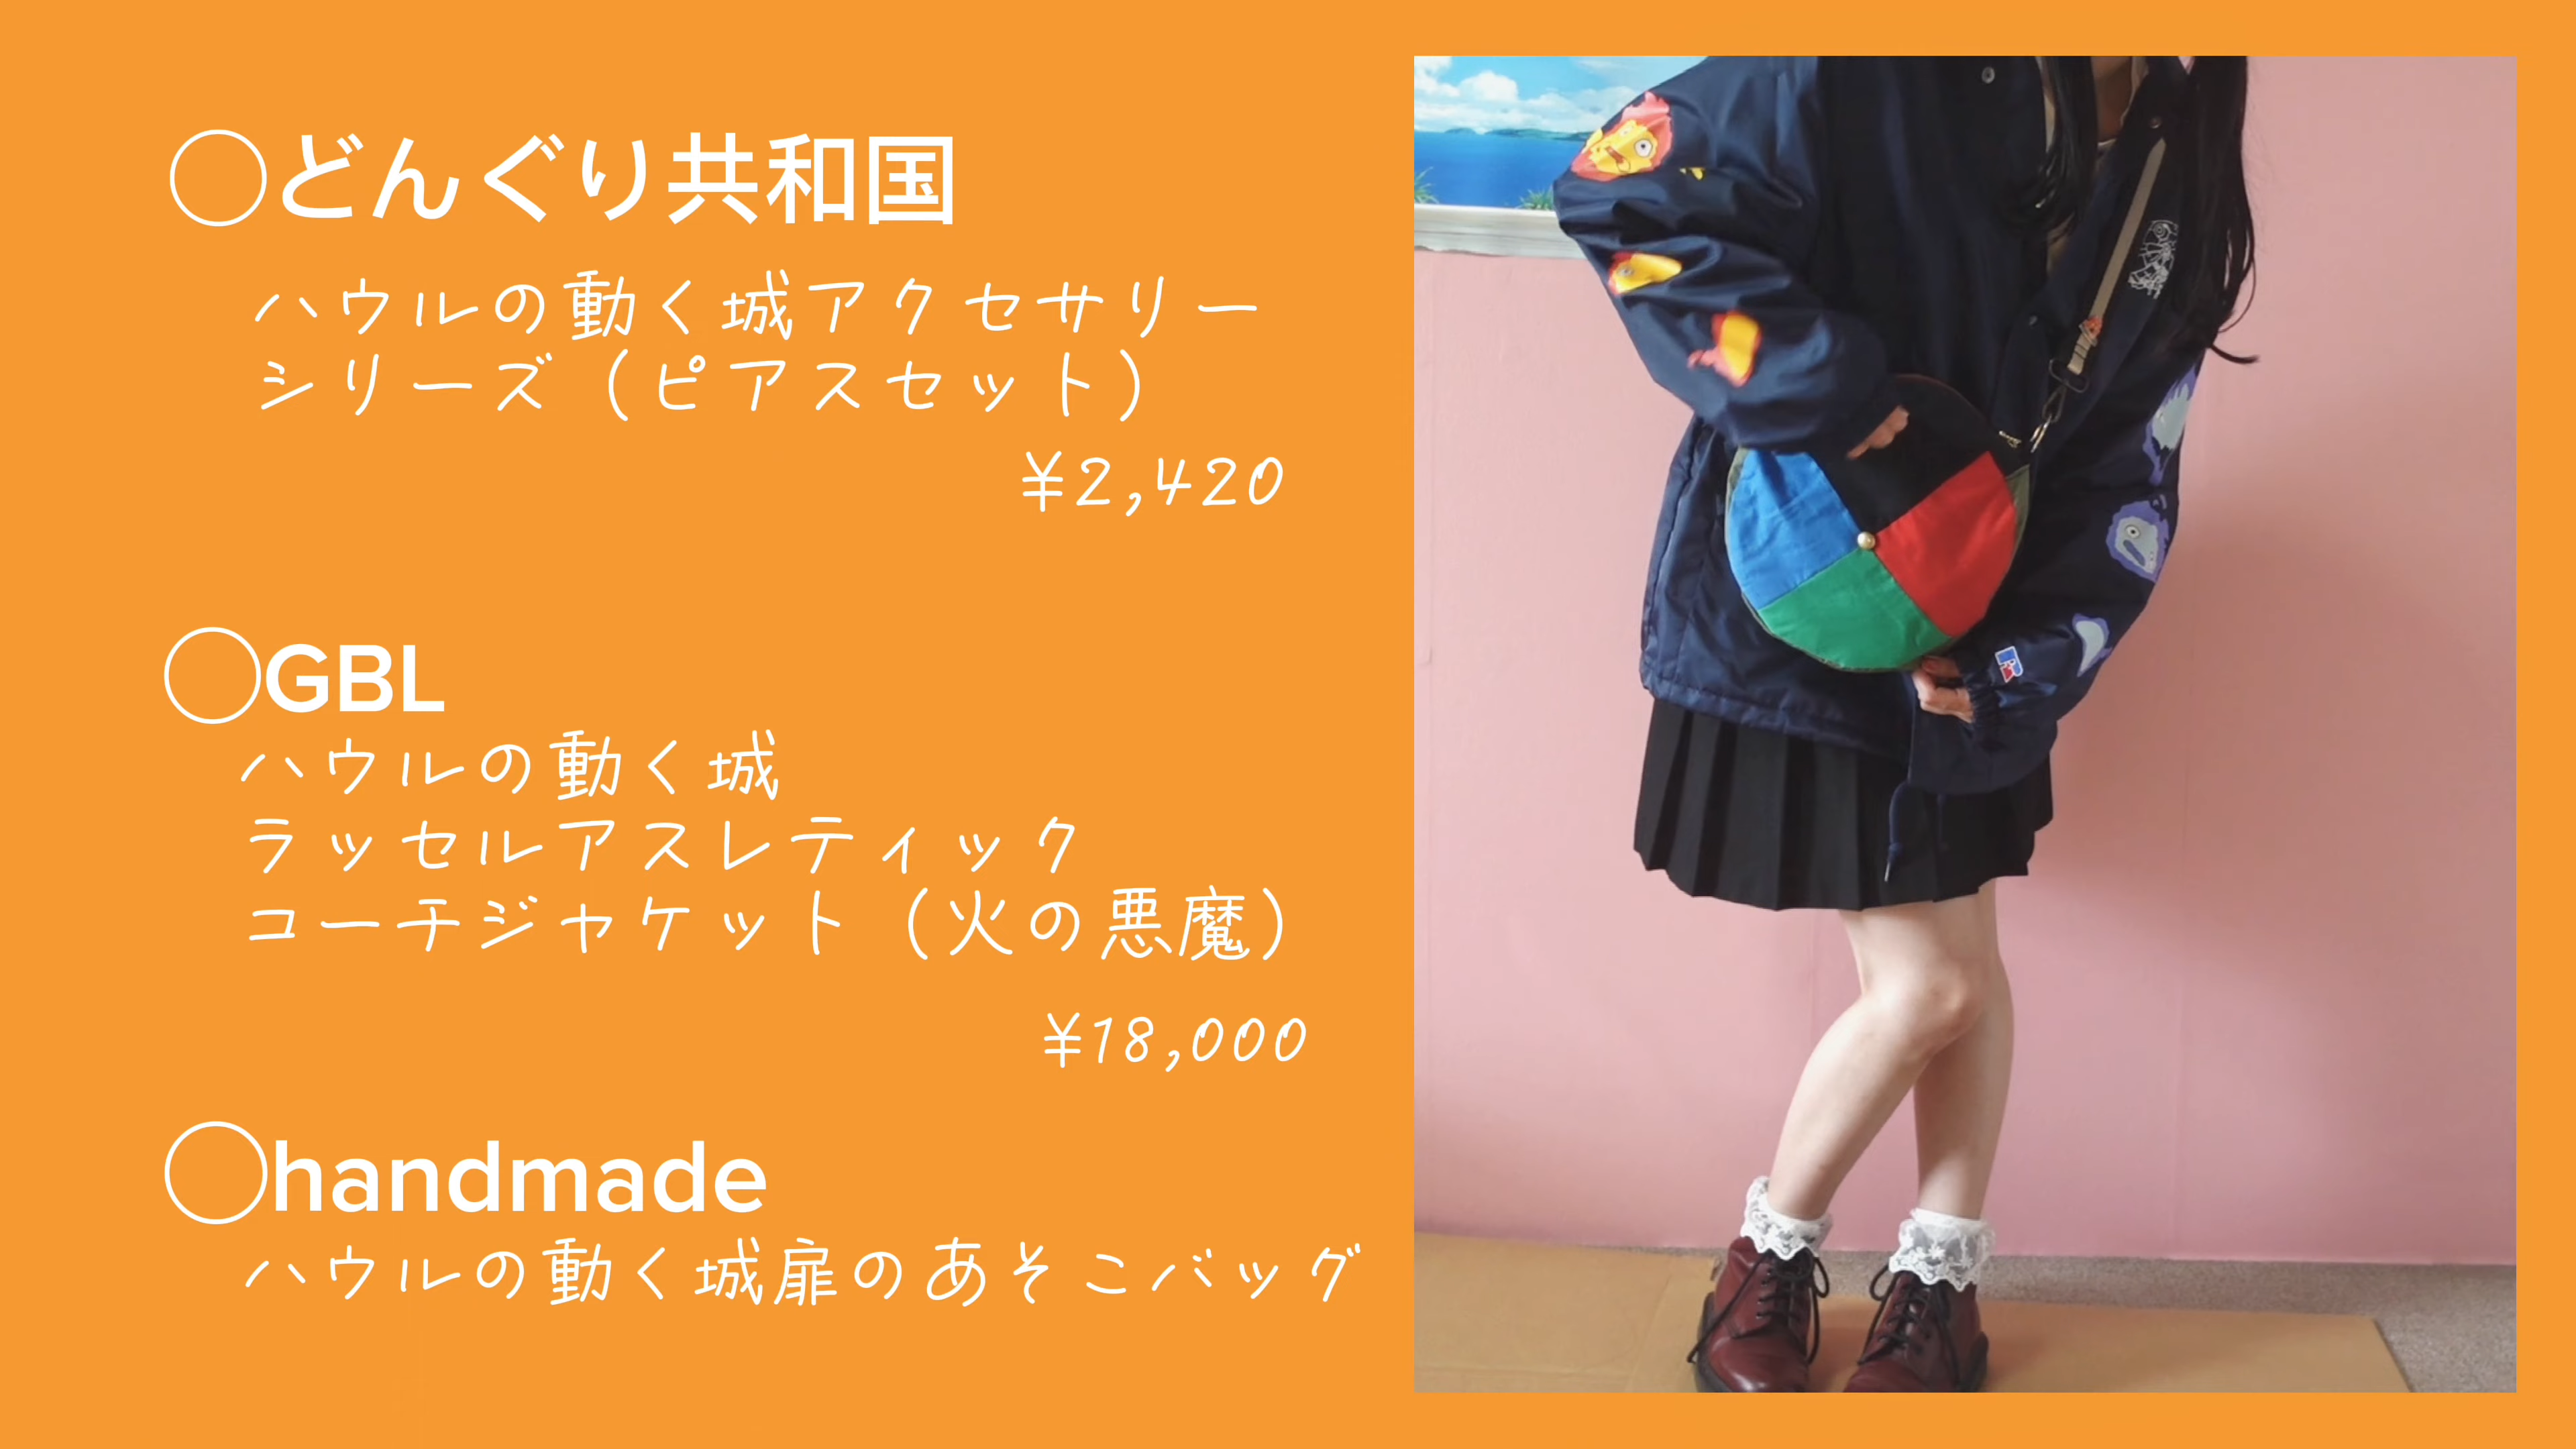 ◯どんぐり共和国
ハウルの動く城アクセサリー
シリーズ（ピアスセット）
¥2,420
◯GBL
ハウルの動く城
ラッセルアスレティック
コーチジャケット（火の悪魔）
¥18,000
◯handmade
ハウルの動く城扉のあそこバッグ